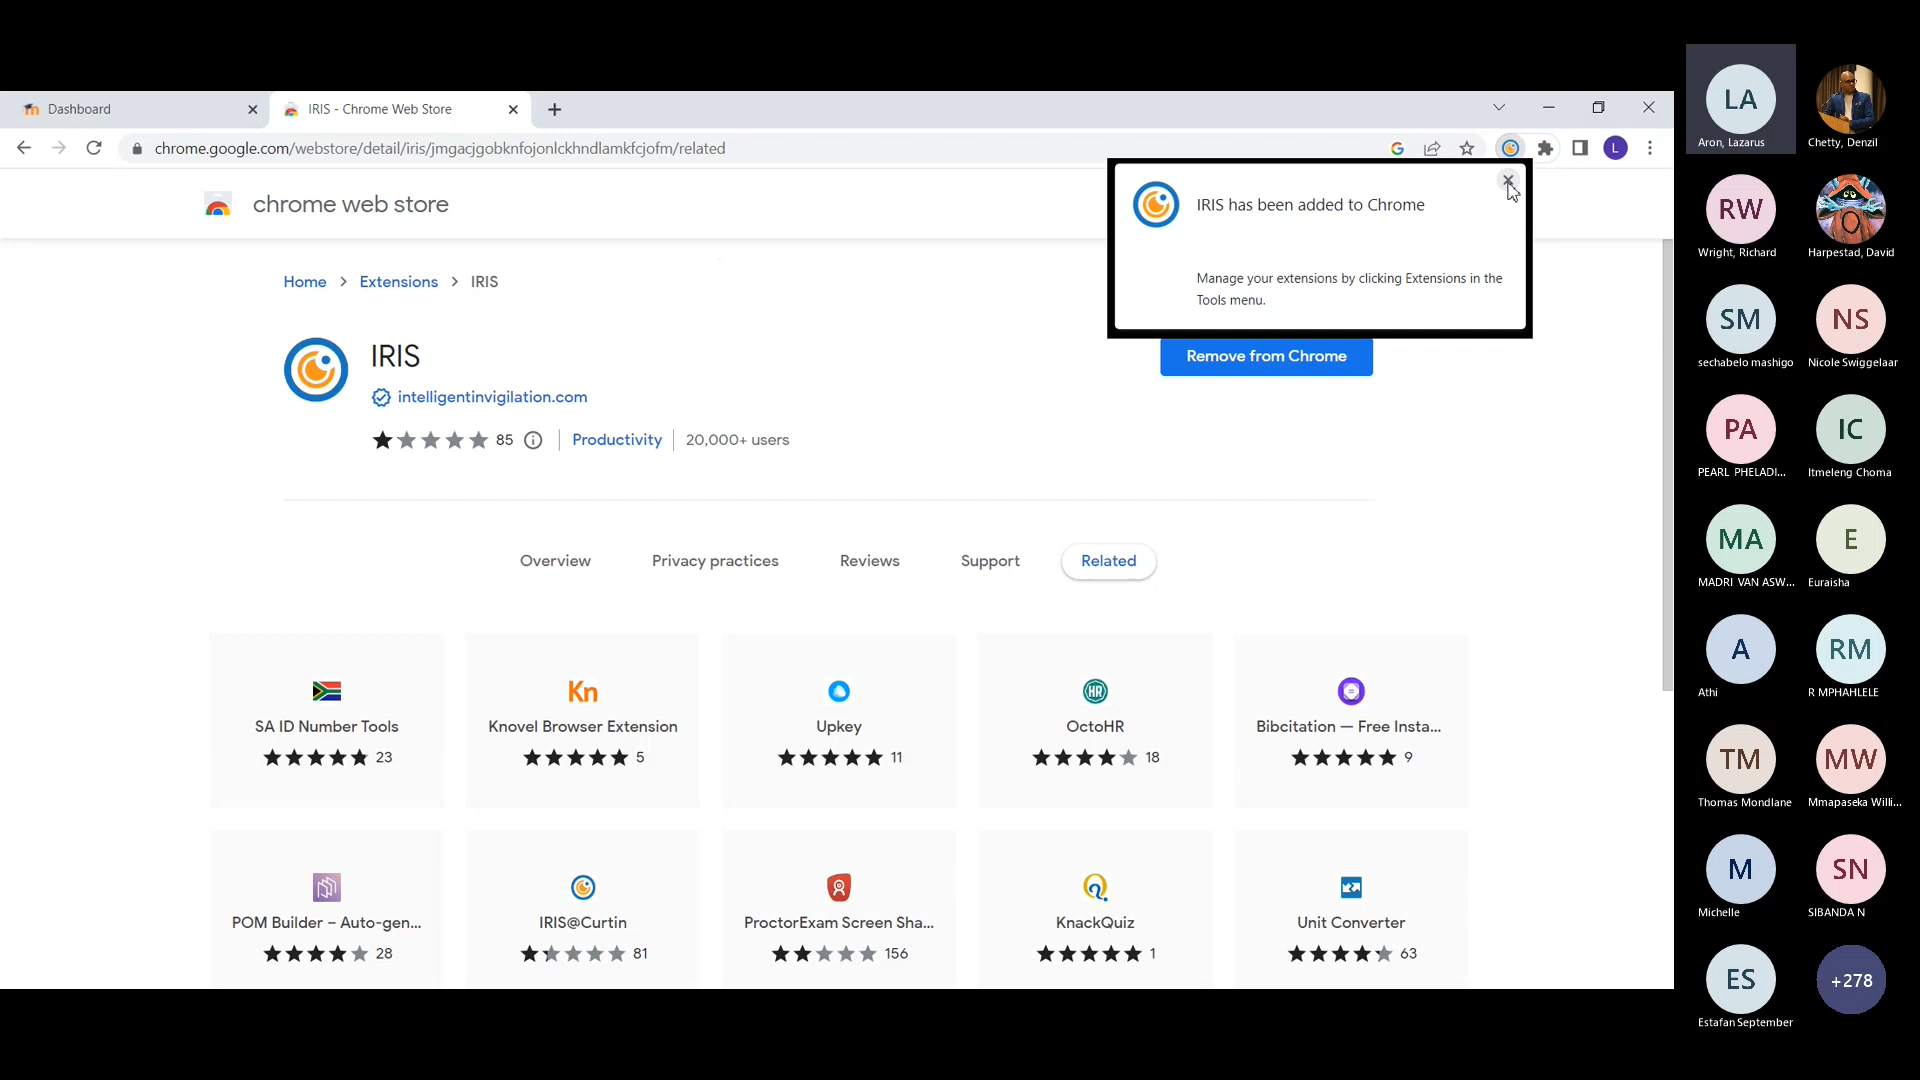 Dashboard
IRIS - Chrome Web Store
chrome.google.com/webstore/detail/iris/jmgacjgobknfojonlckhndlamkfcjofm/related
L
chrome web store
IRIS has been added to Chrome
Manage your extensions by clicking Extensions in the
Tools menu.
Home > Extensions > IRIS
IRIS
Remove from Chrome
intelligentinvigilation.com
85
Productivity
20,000+ users
Overview
Privacy practices
Reviews
Support
Related
SA ID Number Tools
23
Kn
Knovel Browser Extension
5
Upkey
11
HR
OctoHR
18
Bibcitation — Free Insta...
9
POM Builder – Auto-gen...
28
IRIS@Curtin
81
ProctorExam Screen Sha...
156
KnackQuiz
1
Unit Converter
63
LA
Aron, Lazarus
Chetty, Denzil
RW
Wright, Richard
Harpestad, David
SM
sechabelo mashigo
NS
Nicole Swiggelaar
PA
PEARL PHELADI...
IC
Itmeleng Choma
MA
MADRI VAN ASW...
E
Euraisha
A
Athi
RM
R MPHAHLELE
TM
Thomas Mondlane
MW
Mmapaseka Willi...
M
Michelle
SN
SIBANDA N
ES
Estafan September
+278